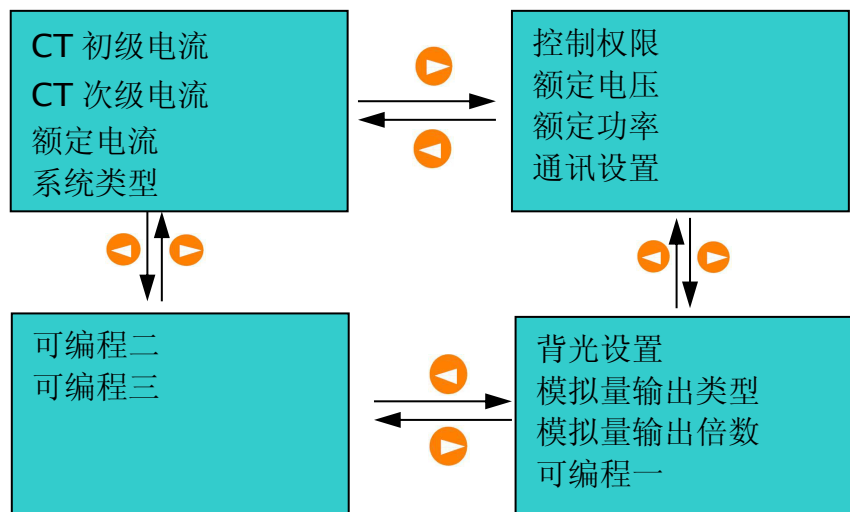 CT 初级电流
CT 次级电流
额定电流
系统类型
控制权限
额定电压
额定功率
通讯设置
可编程二
可编程三
背光设置
模拟量输出类型
模拟量输出倍数
可编程一